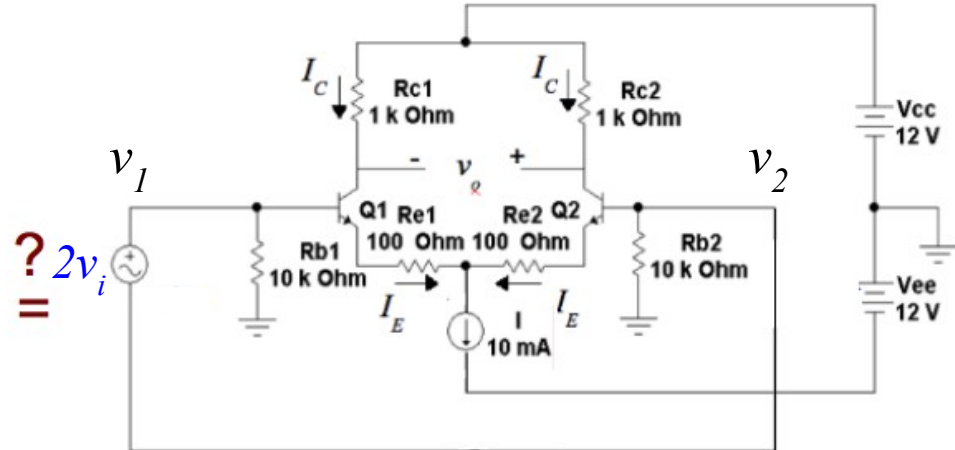 I_C
Rc1
1 k Ohm
I_C
Rc2
1 k Ohm
Vcc
12 V
v_1
-
v_o
+
v_2
Q1
Re1
100 Ohm
Re2
100 Ohm
Q2
? =
2v_i
Rb1
10 k Ohm
Rb2
10 k Ohm
I_E
I_E
I
10 mA
Vee
12 V